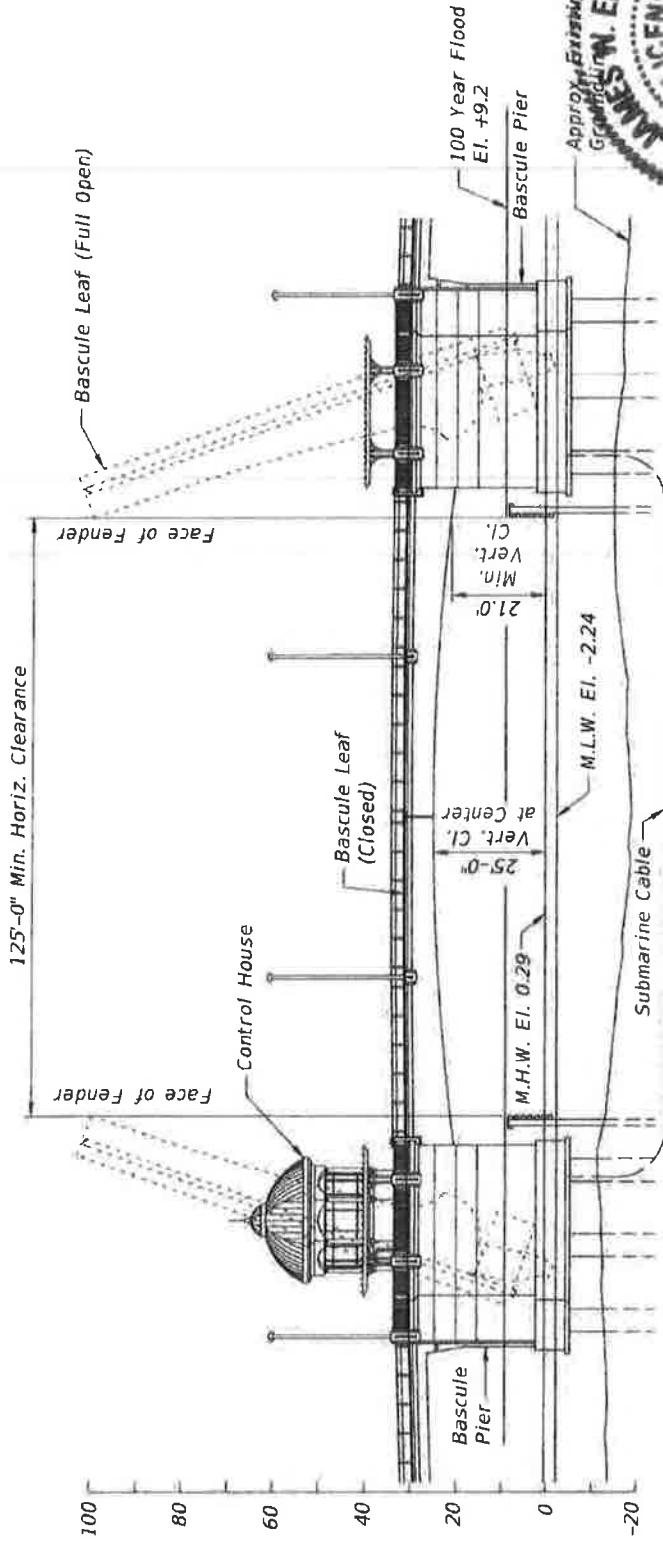 125'-0" Min. Horiz. Clearance
Face of Fender
Face of Fender
Bascule Leaf (Full Open)
Control House
Bascule Leaf
(Closed)
100 Year Flood
El. +9.2
Bascule Pier
Approx. Existing
25'-0"
Vert. Cl.
at Center
21.0'
Min.
Vert.
Cl.
M.H.W. El. 0.29
M.L.W. El. -2.24
Bascule
Pier
Submarine Cable
JAMES W. E
100
80
60
40
20
0
-20